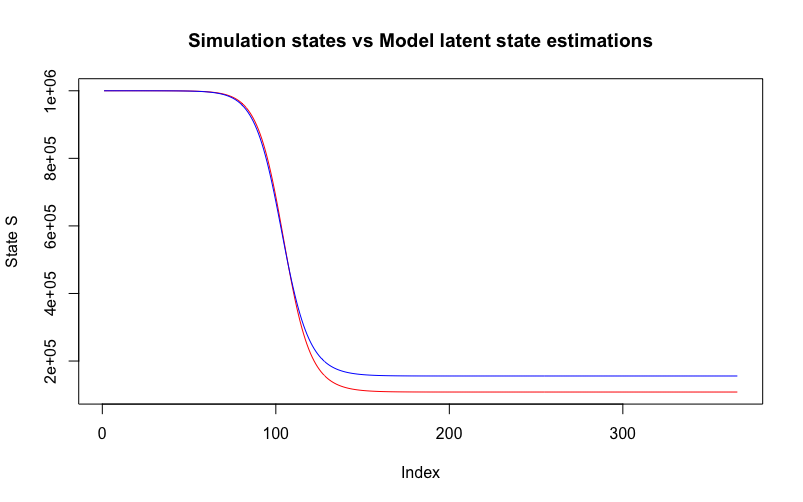 Simulation states vs Model latent state estimations
State S
1e+06
8e+05
6e+05
4e+05
2e+05
0 100 200 300
Index